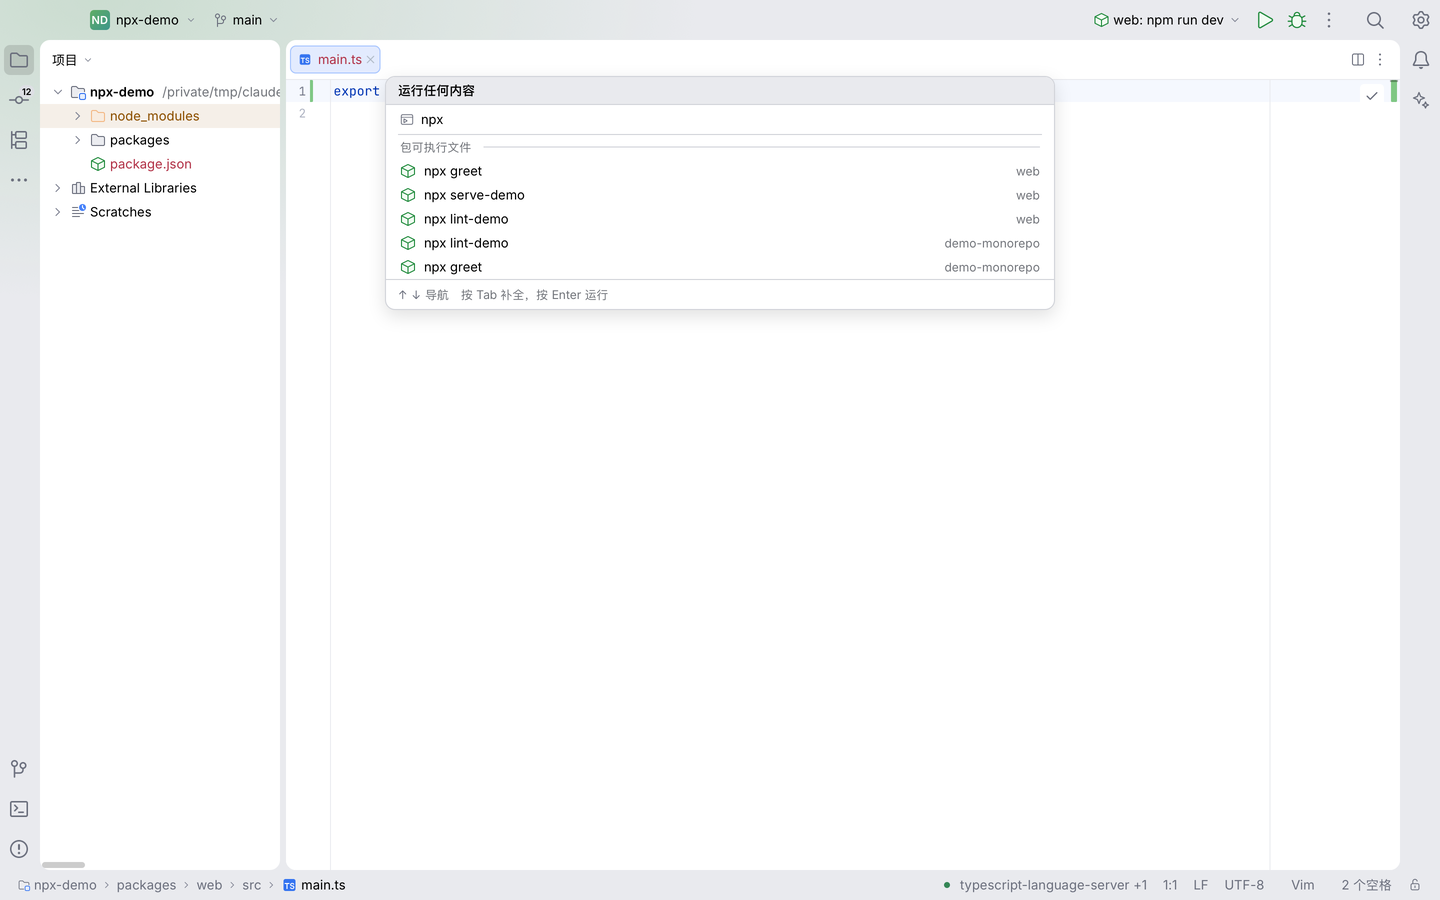 ND npx-demo main web: npm run dev
项目
main.ts
12
npx-demo /private/tmp/claude
node_modules
packages
package.json
External Libraries
Scratches
1 export
2
运行任何内容
npx
包可执行文件
npx greet web
npx serve-demo web
npx lint-demo web
npx lint-demo demo-monorepo
npx greet demo-monorepo
↑ ↓ 导航 按 Tab 补全，按 Enter 运行
npx-demo › packages › web › src › TS main.ts typescript-language-server +1 1:1 LF UTF-8 Vim 2 个空格